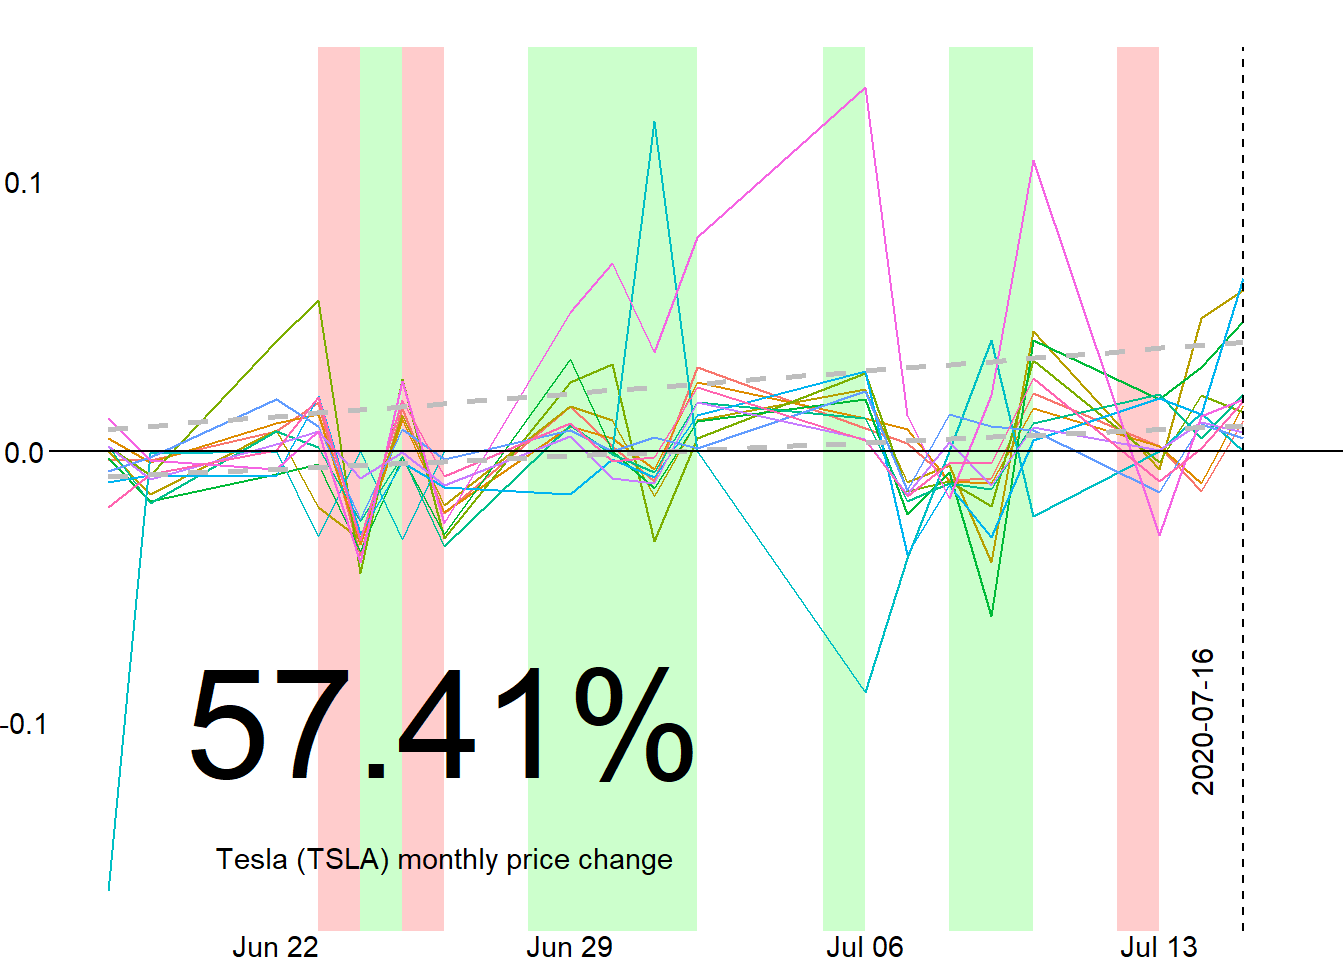 0.1
0.0
-0.1
57.41%
Tesla (TSLA) monthly price change
2020-07-16
Jun 22
Jun 29
Jul 06
Jul 13